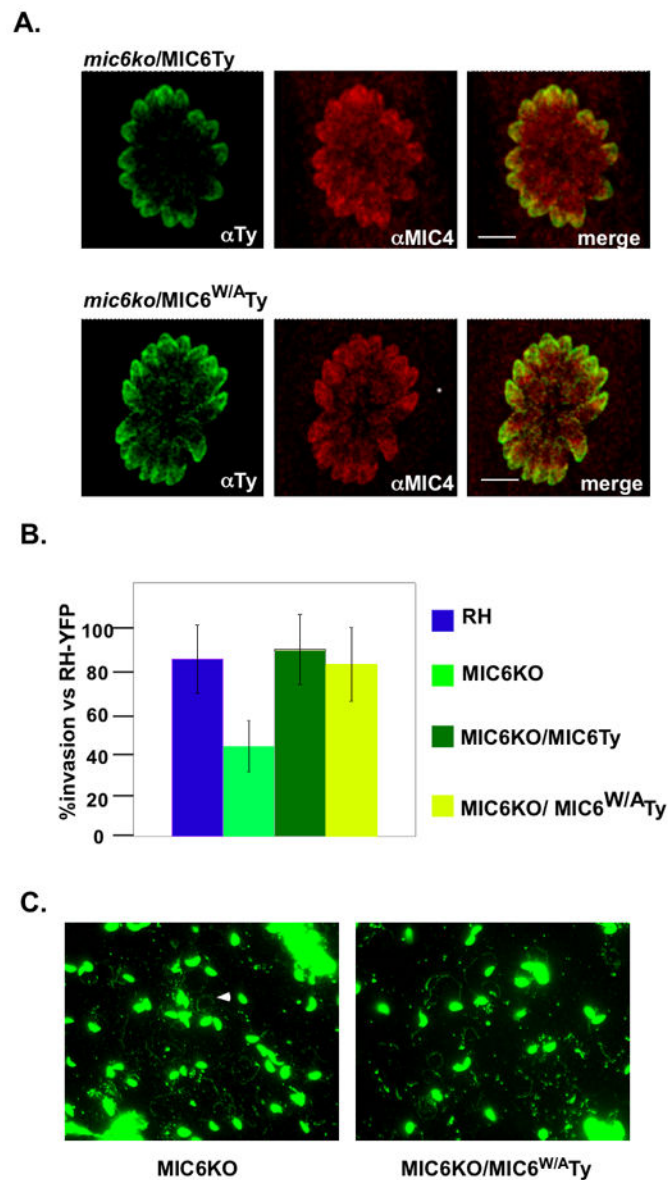 A.
mic6ko/MIC6Ty
αTy
αMIC4
merge
mic6ko/MIC6W/ATy
αTy
αMIC4
*
merge
B.
%invasion vs RH-YFP
100
80
60
40
20
0
RH
MIC6KO
MIC6KO/MIC6Ty
MIC6KO/ MIC6W/ATy
C.
MIC6KO
MIC6KO/MIC6W/ATy